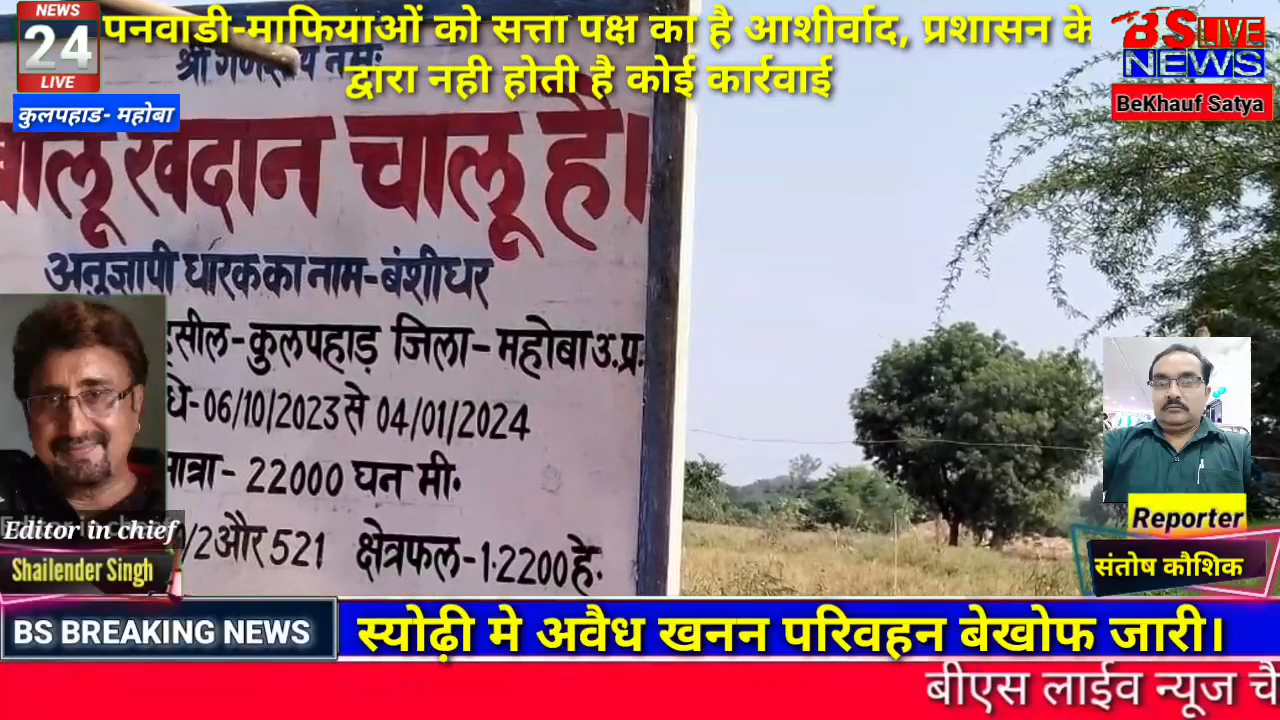 NEWS
24
LIVE
पनवाडी-माफियाओं को सत्ता पक्ष का है आशीर्वाद, प्रशासन के
द्वारा नही होती है कोई कार्रवाई
BS LIVE
NEWS
BeKhauf Satya
कुलपहाड- महोबा
श्री गणेशाय नमः
बालू खदान चालू है।
अनुज्ञापी धारक का नाम-बंशीधर
सील-कुलपहाड़ जिला-महोबा उ.प्र.
06/10/2023 से 04/01/2024
मात्रा- 22000 घन मी.
/2 और 521 क्षेत्रफल-1.2200 हे.
Editor in chief
Shailender Singh
Reporter
संतोष कौशिक
BS BREAKING NEWS
स्योढ़ी मे अवैध खनन परिवहन बेखोफ जारी।
बीएस लाईव न्यूज चै